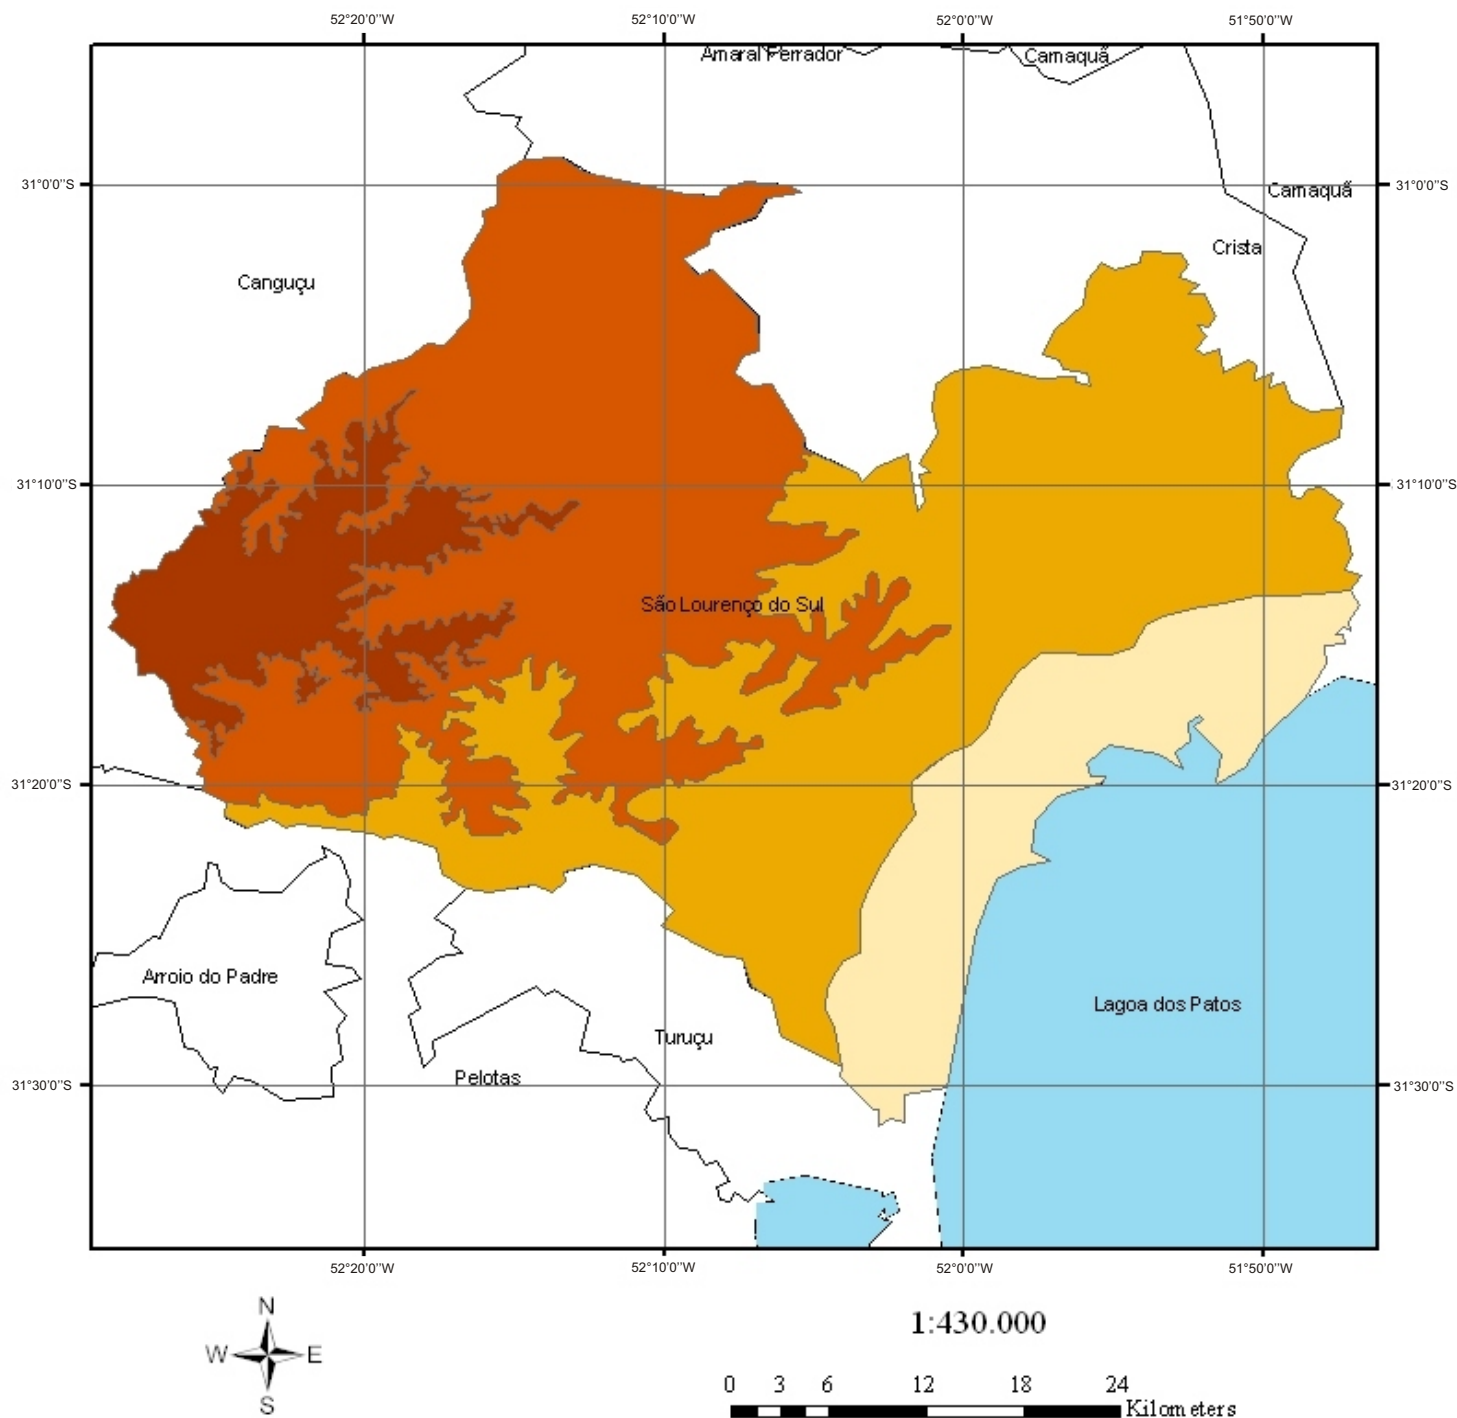 52°20'0"W 52°10'0"W 52°0'0"W 51°50'0"W
Amaral Ferrador
Camaquã
31°0'0"S
31°0'0"S
Camaquã
Crista
Canguçu
31°10'0"S
31°10'0"S
São Lourenço do Sul
31°20'0"S
31°20'0"S
Arroio do Padre
Lagoa dos Patos
Turuçu
Pelotas
31°30'0"S
31°30'0"S
52°20'0"W 52°10'0"W 52°0'0"W 51°50'0"W
N
W E
S
1:430.000
0 3 6 12 18 24
Kilometers